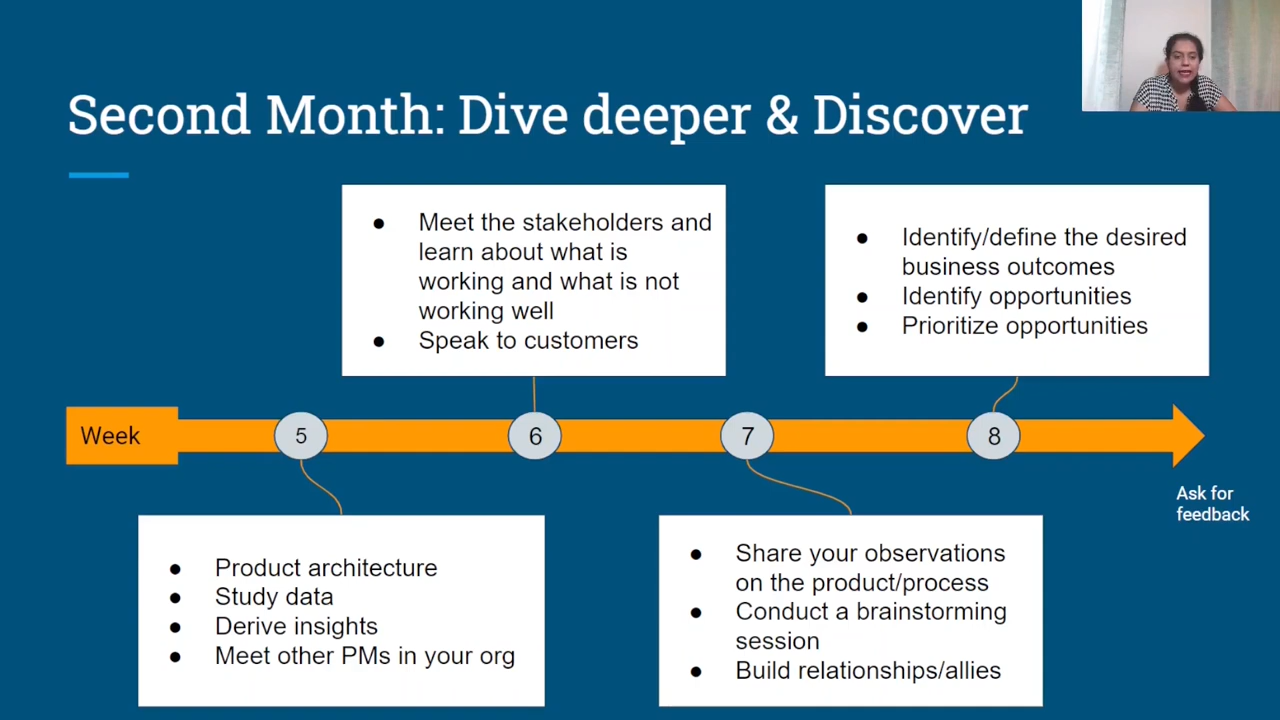 Second Month: Dive deeper & Discover
● Meet the stakeholders and
learn about what is
working and what is not
working well
● Speak to customers
● Identify/define the desired
business outcomes
● Identify opportunities
● Prioritize opportunities
Week
5
6
7
8
Ask for
feedback
● Product architecture
● Study data
● Derive insights
● Meet other PMs in your org
● Share your observations
on the product/process
● Conduct a brainstorming
session
● Build relationships/allies